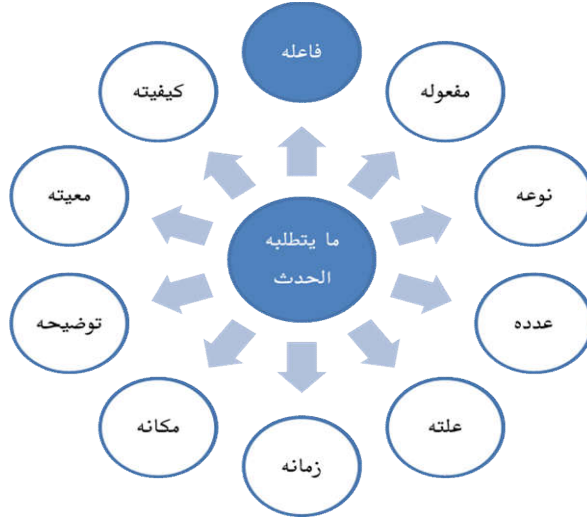 فاعله
مفعوله
نوعه
عدده
علته
زمانه
مكانه
توضيحه
معيته
كيفيته
ما يتطلبه
الحدث